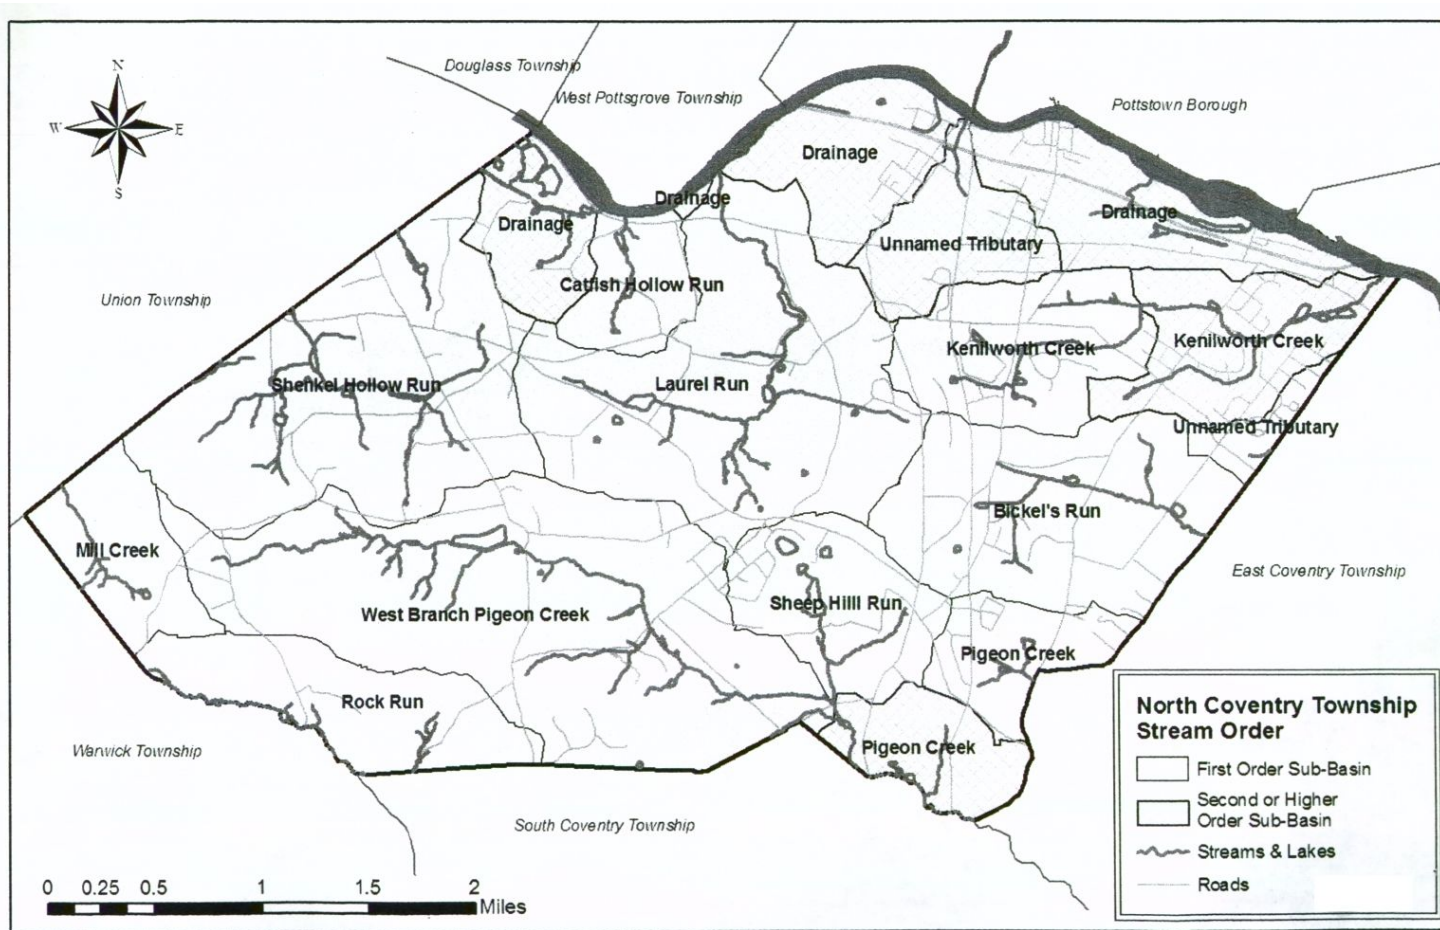 N
W
E
S
Douglass Township
West Pottsgrove Township
Pottstown Borough
Drainage
Drainage
Drainage
Drainage
Unnamed Tributary
Catfish Hollow Run
Union Township
Kenilworth Creek
Kenilworth Creek
Shenkel Hollow Run
Laurel Run
Unnamed Tributary
Bickel's Run
Mill Creek
East Coventry Township
Sheep Hilll Run
West Branch Pigeon Creek
Pigeon Creek
Rock Run
Warwick Township
Pigeon Creek
South Coventry Township
North Coventry Township
Stream Order
First Order Sub-Basin
Second or Higher
Order Sub-Basin
Streams & Lakes
Roads
0 0.25 0.5 1 1.5 2
Miles